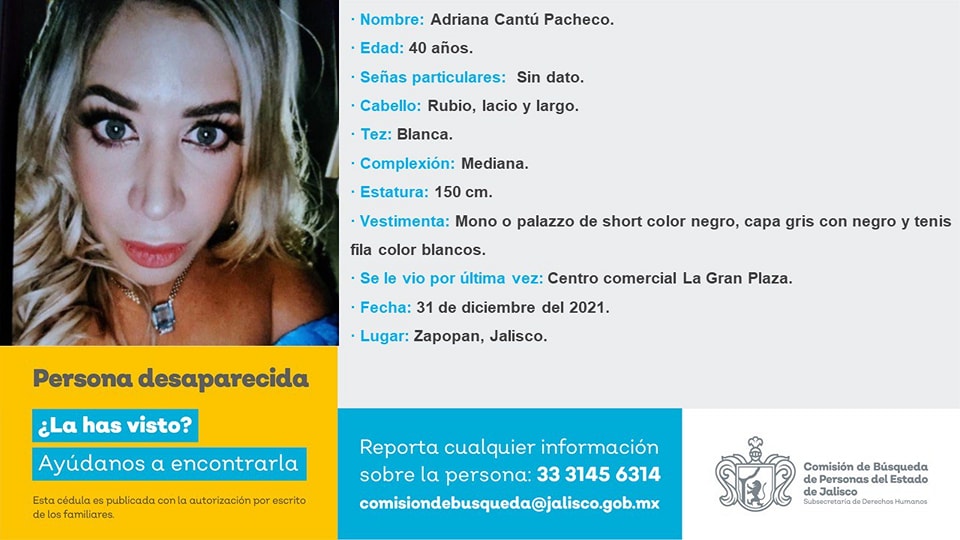 · Nombre: Adriana Cantú Pacheco.
· Edad: 40 años.
· Señas particulares: Sin dato.
· Cabello: Rubio, lacio y largo.
· Tez: Blanca.
· Complexión: Mediana.
· Estatura: 150 cm.
· Vestimenta: Mono o palazzo de short color negro, capa gris con negro y tenis
fila color blancos.
· Se le vio por última vez: Centro comercial La Gran Plaza.
· Fecha: 31 de diciembre del 2021.
· Lugar: Zapopan, Jalisco.
Persona desaparecida
¿La has visto?
Ayúdanos a encontrarla
Esta cédula es publicada con la autorización por escrito
de los familiares.
Reporta cualquier información
sobre la persona: 33 3145 6314
comisiondebusqueda@jalisco.gob.mx
Comisión de Búsqueda
de Personas del Estado
de Jalisco
Subsecretaría de Derechos Humanos